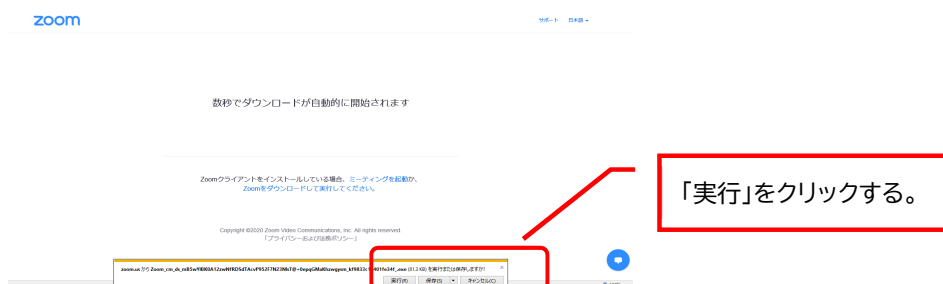 zoom
サポート 日本語
数秒でダウンロードが自動的に開始されます
Zoomクライアントをインストールしている場合、ミーティングを起動か、
Zoomをダウンロードして実行してください。
Copyright ©2020 Zoom Video Communications, Inc. All rights reserved.
「プライバシーおよび法務ポリシー」
「実行」をクリックする。
zoom.us から (81.3 KB) を実行または保存しますか?
実行(R) 保存(S) キャンセル(C)